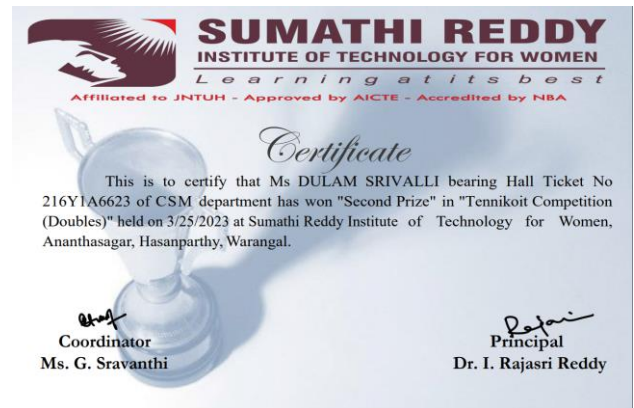 SUMATHI REDDY
INSTITUTE OF TECHNOLOGY FOR WOMEN
Learning at its best
Affiliated to JNTUH - Approved by AICTE - Accredited by NBA
Certificate
This is to certify that Ms DULAM SRIVALLI bearing Hall Ticket No
216Y1A6623 of CSM department has won "Second Prize" in "Tennikoit Competition
(Doubles)" held on 3/25/2023 at Sumathi Reddy Institute of Technology for Women,
Ananthasagar, Hasanparthy, Warangal.
Coordinator
Ms. G. Sravanthi
Principal
Dr. I. Rajasri Reddy